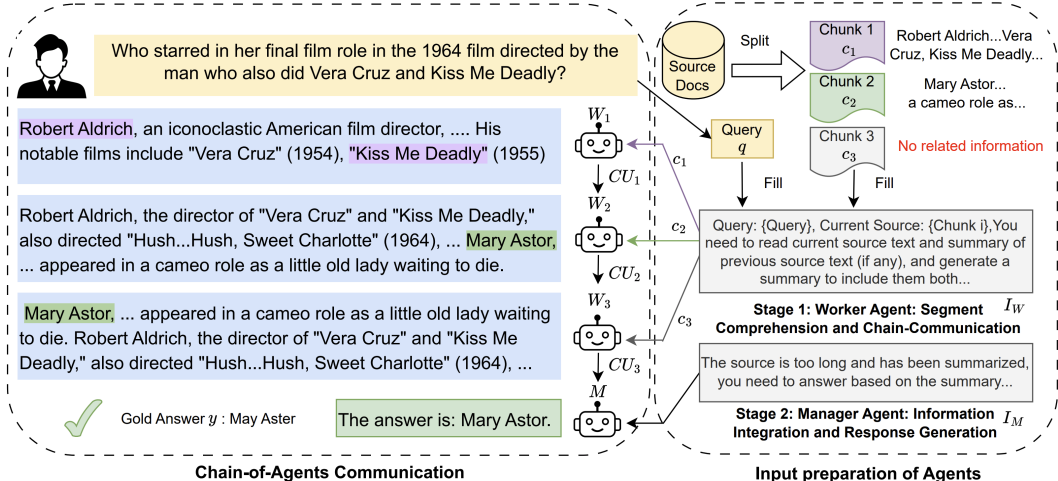 Who starred in her final film role in the 1964 film directed by the
man who also did Vera Cruz and Kiss Me Deadly?
Robert Aldrich, an iconoclastic American film director, .... His
notable films include "Vera Cruz" (1954), "Kiss Me Deadly" (1955)
Robert Aldrich, the director of "Vera Cruz" and "Kiss Me Deadly,"
also directed "Hush...Hush, Sweet Charlotte" (1964), ... Mary Astor,
... appeared in a cameo role as a little old lady waiting to die.
Mary Astor, ... appeared in a cameo role as a little old lady waiting
to die. Robert Aldrich, the director of "Vera Cruz" and "Kiss Me
Deadly," also directed "Hush...Hush, Sweet Charlotte" (1964), ...
Gold Answer y : May Aster
The answer is: Mary Astor.
W1
CU1
W2
CU2
W3
CU3
M
c1
c2
c3
Chain-of-Agents Communication
Source
Docs
Split
Chunk 1
c1
Robert Aldrich...Vera
Cruz, Kiss Me Deadly...
Chunk 2
c2
Mary Astor...
a cameo role as...
Chunk 3
c3
No related information
Query
q
Fill
Fill
Query: {Query}, Current Source: {Chunk i},You
need to read current source text and summary of
previous source text (if any), and generate a
summary to include them both...
Stage 1: Worker Agent: Segment
Comprehension and Chain-Communication
IW
The source is too long and has been summarized,
you need to answer based on the summary...
Stage 2: Manager Agent: Information
Integration and Response Generation
IM
Input preparation of Agents